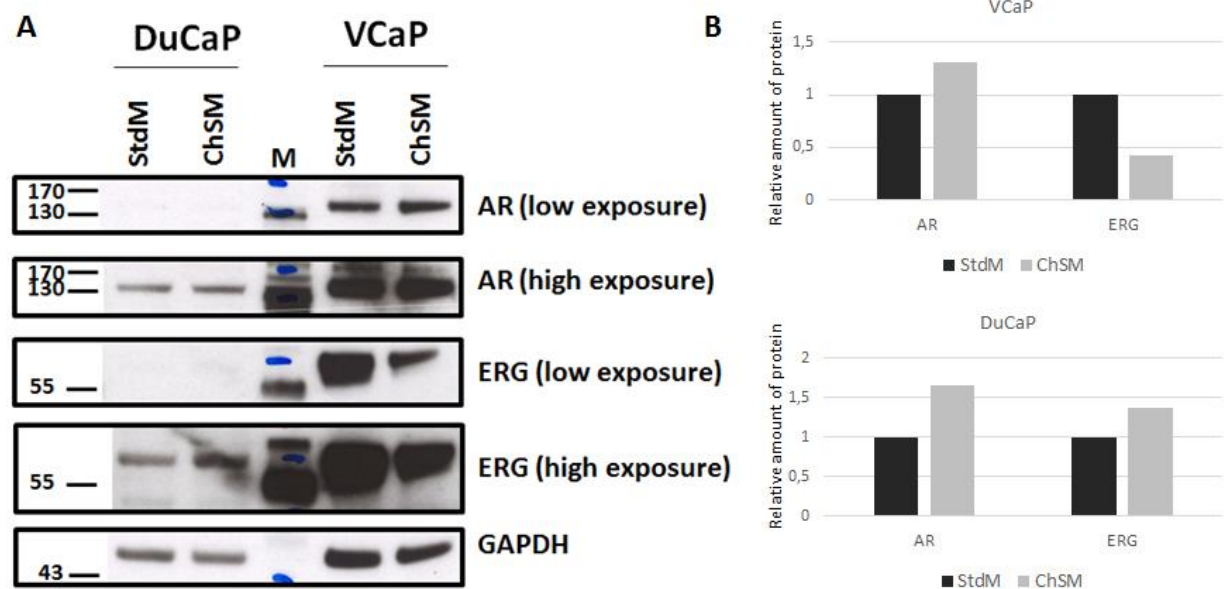 A
DuCaP
VCaP
StdM
ChSM
M
StdM
ChSM
170
130
AR (low exposure)
170
130
AR (high exposure)
55
ERG (low exposure)
55
ERG (high exposure)
43
GAPDH
B
VCaP
Relative amount of protein
1,5
1
0,5
0
AR
ERG
StdM
ChSM
DuCaP
Relative amount of protein
2
1,5
1
0,5
0
AR
ERG
StdM
ChSM